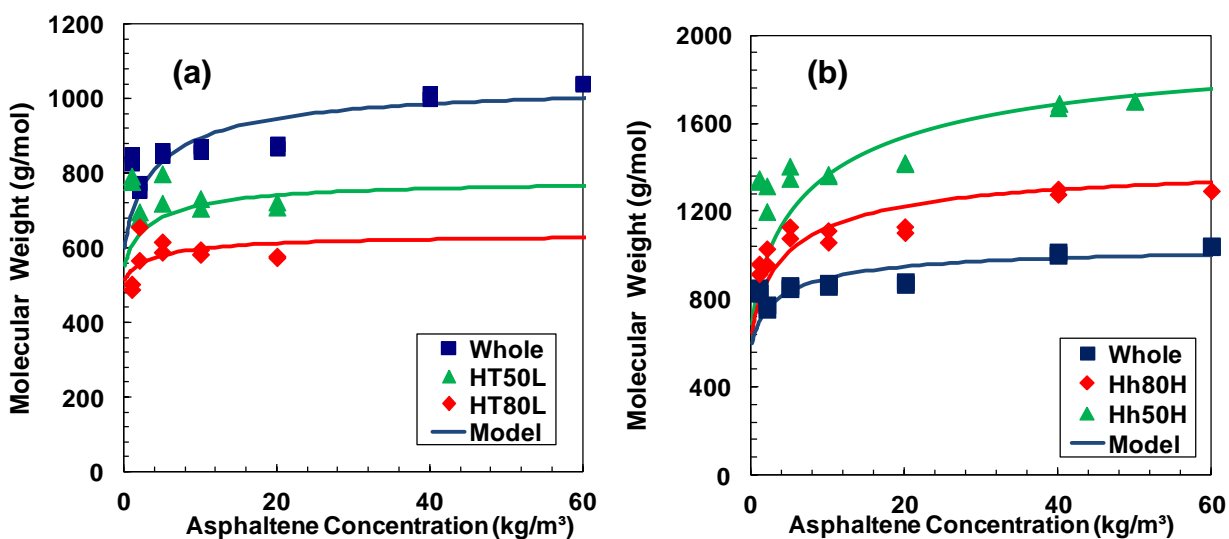 (a)
Molecular Weight (g/mol)
1200
1000
800
600
400
200
0
0 20 40 60
Asphaltene Concentration (kg/m³)
Whole
HT50L
HT80L
Model
(b)
Molecular Weight (g/mol)
2000
1600
1200
800
400
0
0 20 40 60
Asphaltene Concentration (kg/m³)
Whole
Hh80H
Hh50H
Model